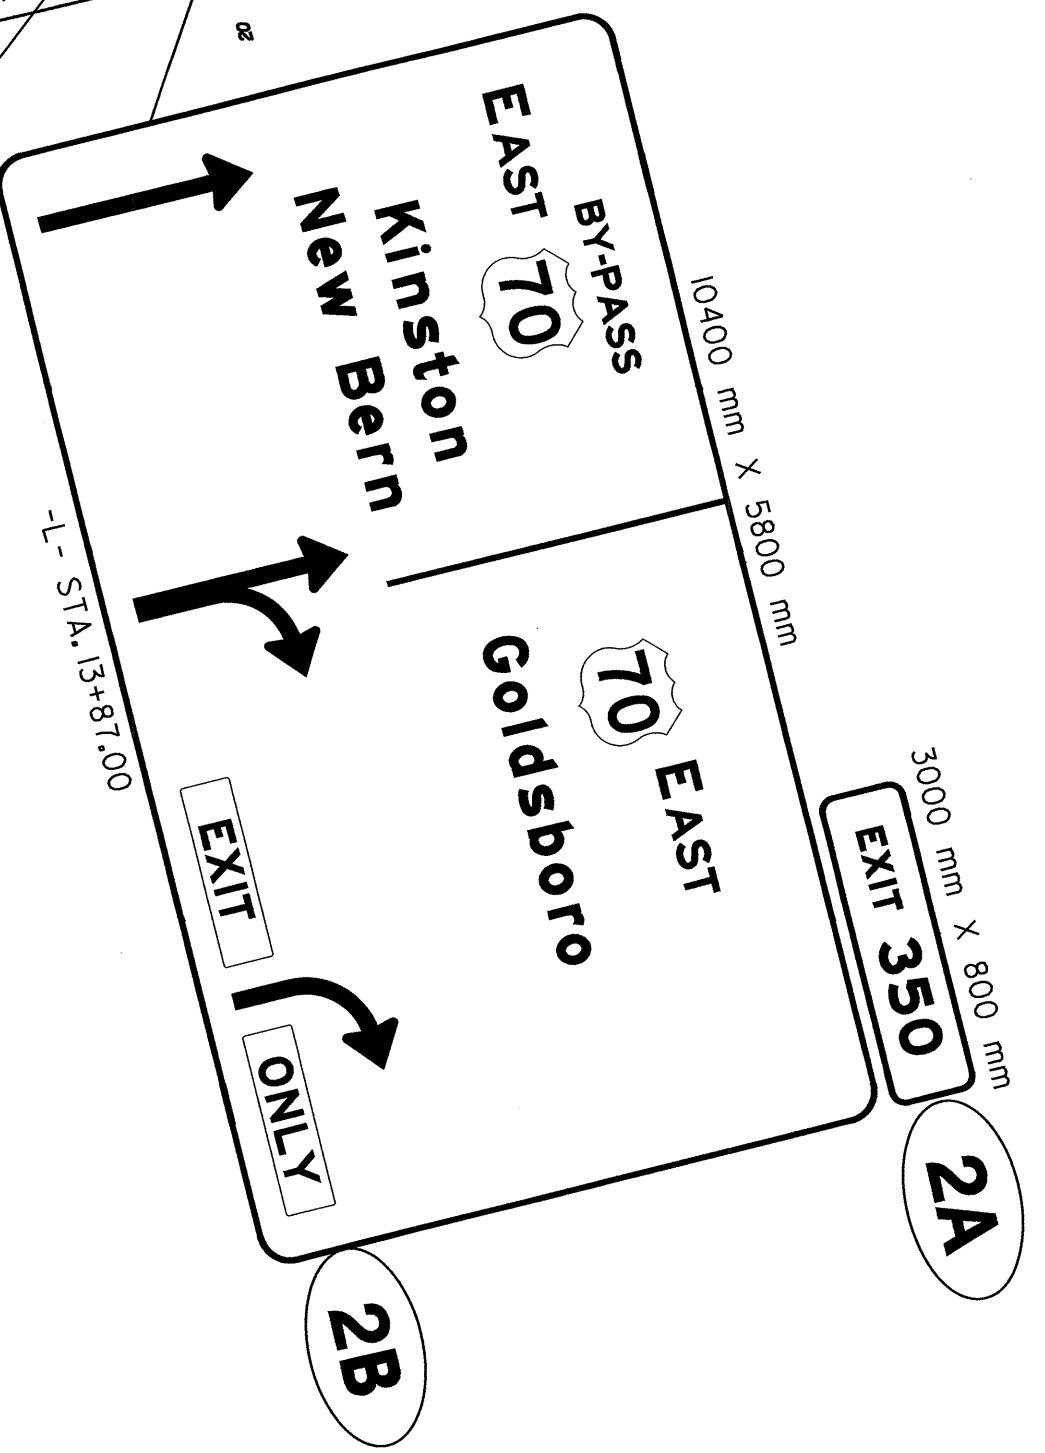 02
3000 mm X 800 mm
EXIT 350
2A
10400 mm X 5800 mm
BY-PASS
EAST 70
Kinston
New Bern
70 EAST
Goldsboro
EXIT ONLY
-L- STA. 13+87.00
2B